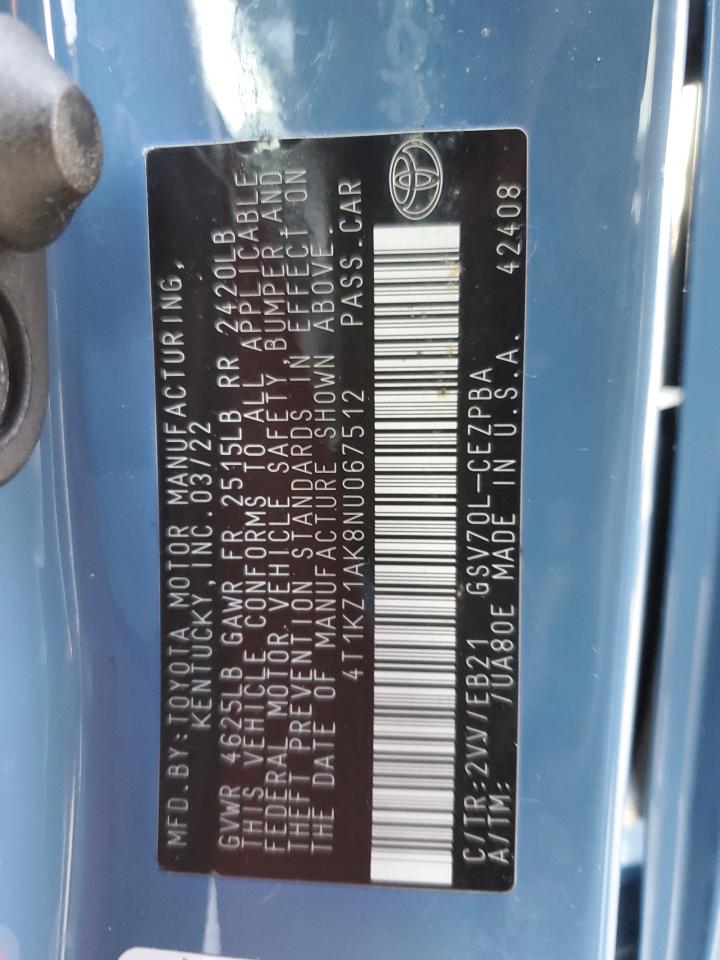 MFD.BY:TOYOTA MOTOR MANUFACTURING,
KENTUCKY,INC.03/22
GVWR 4625LB GAWR FR 2515LB RR 2420LB
THIS VEHICLE CONFORMS TO ALL APPLICABLE
FEDERAL MOTOR VEHICLE SAFETY, BUMPER AND
THEFT PREVENTION STANDARDS IN EFFECT ON
THE DATE OF MANUFACTURE SHOWN ABOVE.
4T1KZ1AK8NU067512 PASS.CAR
C/TR:2VV/EB21 GSV70L-CEZPBA
A/TM: /UA80E MADE IN U.S.A. 42408